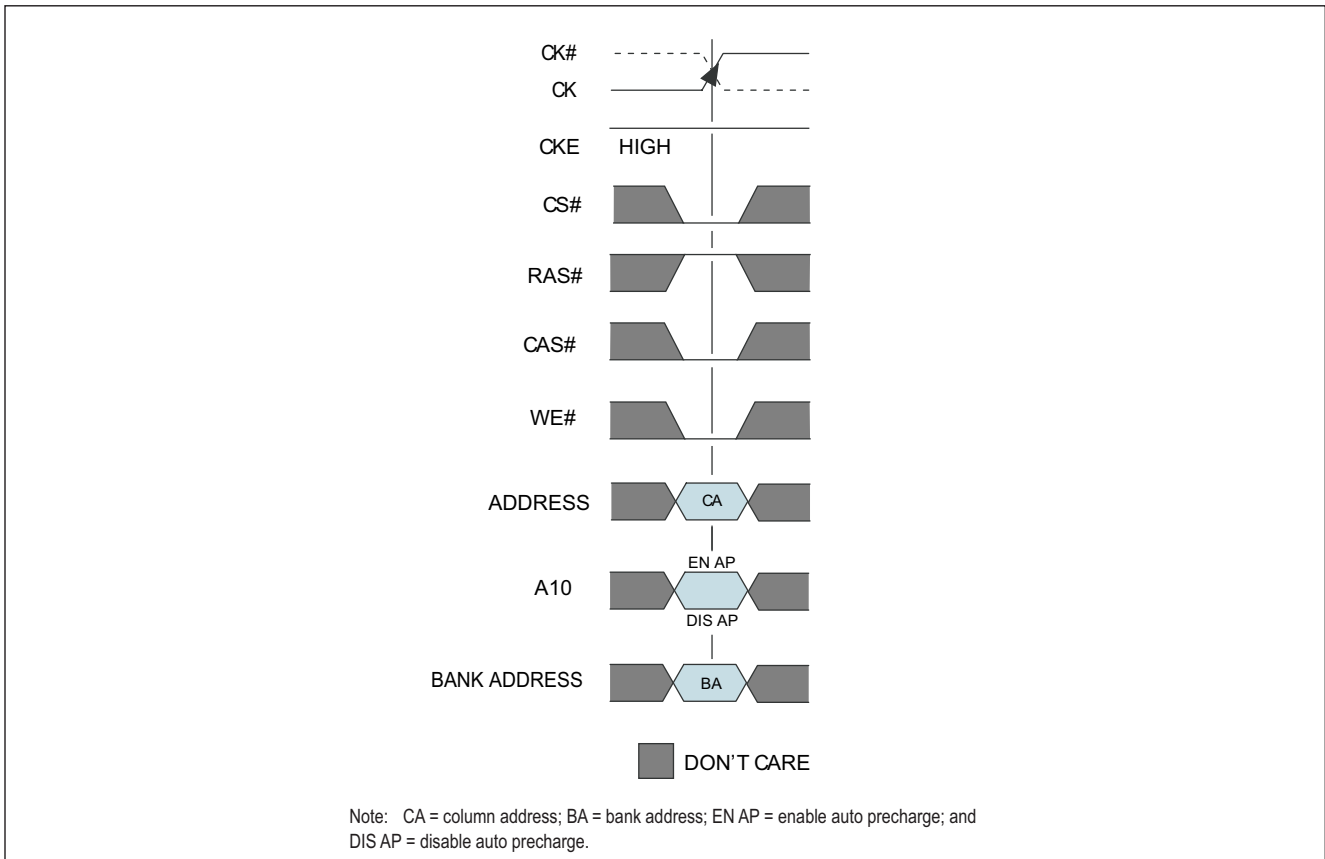 CK#
CK
CKE HIGH
CS#
RAS#
CAS#
WE#
ADDRESS CA
EN AP
A10
DIS AP
BANK ADDRESS BA
DON'T CARE
Note: CA = column address; BA = bank address; EN AP = enable auto precharge; and
DIS AP = disable auto precharge.